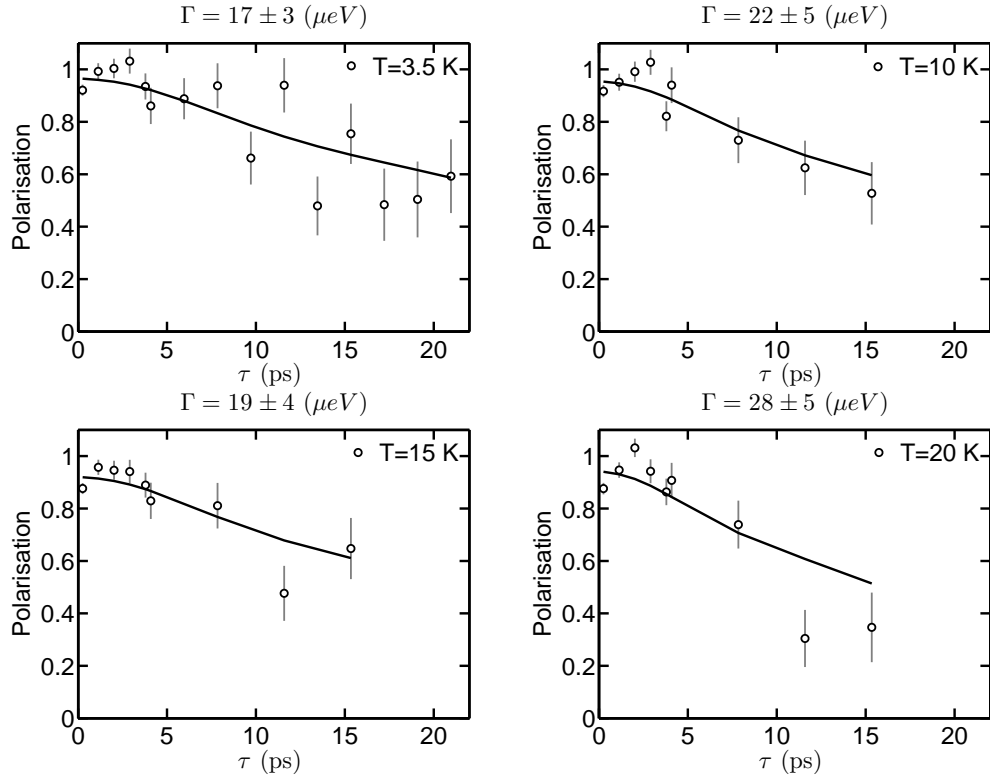 Γ = 17 ± 3 (μeV)
T=3.5 K
Polarisation
1
0.8
0.6
0.4
0.2
0
0 5 10 15 20
τ (ps)
Γ = 22 ± 5 (μeV)
T=10 K
Polarisation
1
0.8
0.6
0.4
0.2
0
0 5 10 15 20
τ (ps)
Γ = 19 ± 4 (μeV)
T=15 K
Polarisation
1
0.8
0.6
0.4
0.2
0
0 5 10 15 20
τ (ps)
Γ = 28 ± 5 (μeV)
T=20 K
Polarisation
1
0.8
0.6
0.4
0.2
0
0 5 10 15 20
τ (ps)